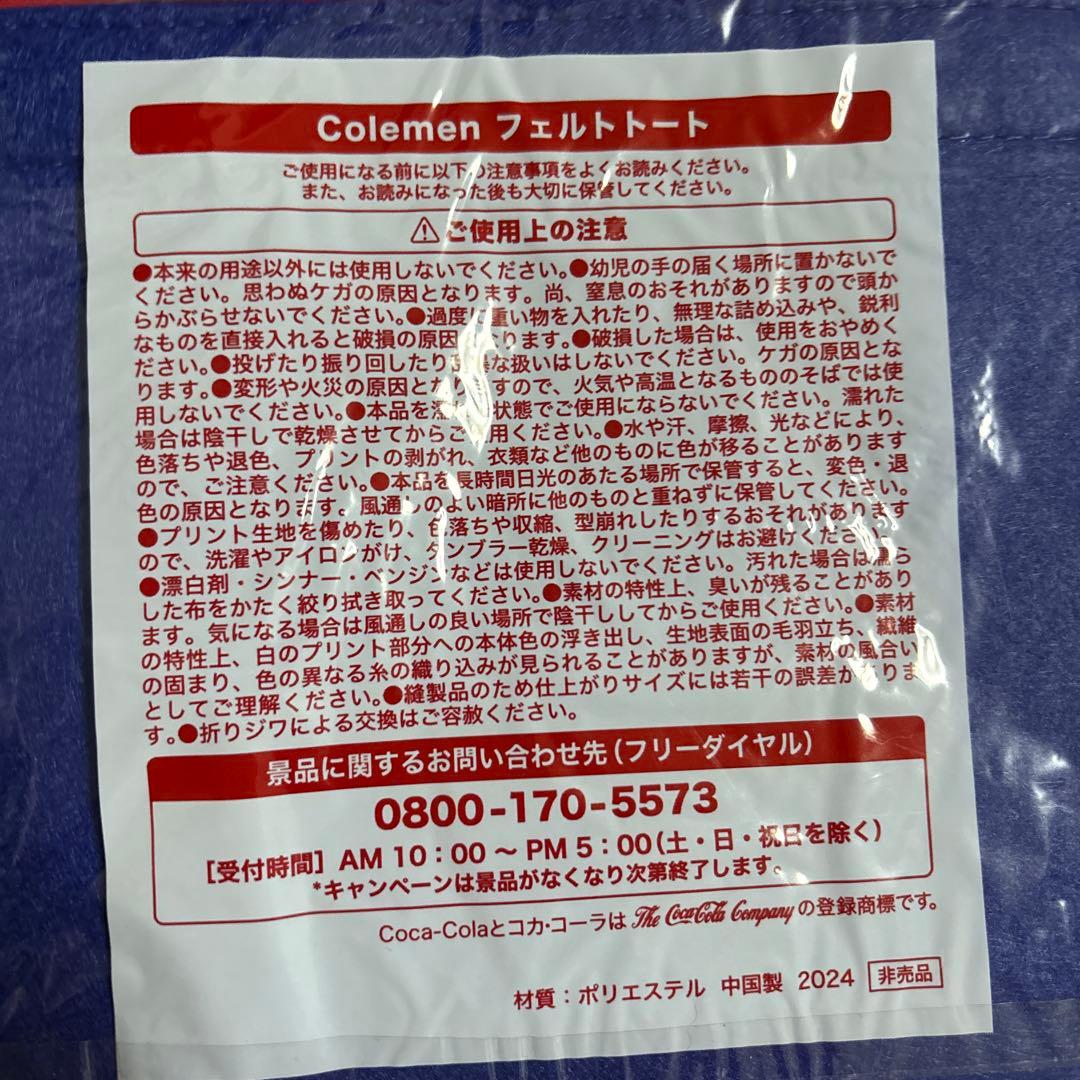 Colemen フェルトトート
ご使用になる前に以下の注意事項をよくお読みください。
また、お読みになった後も大切に保管してください。
⚠ご使用上の注意
●本来の用途以外には使用しないでください。●幼児の手の届く場所に置かないで
ください。思わぬケガの原因となります。尚、窒息のおそれがありますので頭か
らかぶらせないでください。●過度に重い物を入れたり、無理な詰め込みや、鋭利
なものを直接入れると破損の原因となります。●破損した場合は、使用をおやめく
ださい。●投げたり振り回したり な扱いはしないでください。ケガの原因とな
ります。●変形や火災の原因となりますので、火気や高温となるもののそばでは使
用しないでください。●本品を濡れた状態でご使用にならないでください。濡れた
場合は陰干しで乾燥させてからご使用ください。●水や汗、摩擦、光などにより、
色落ちや退色、プリントの剥がれ、衣類など他のものに色が移ることがあります
ので、ご注意ください。●本品を長時間日光のあたる場所で保管すると、変色・退
色の原因となります。風通しのよい暗所に他のものと重ねずに保管してください。
●プリント生地を傷めたり、色落ちや収縮、型崩れしたりするおそれがあります
ので、洗濯やアイロンがけ、タンブラー乾燥、クリーニングはお避けください。
●漂白剤・シンナー・ベンジンなどは使用しないでください。汚れた場合は濡ら
した布をかたく絞り拭き取ってください。●素材の特性上、臭いが残ることがあり
ます。気になる場合は風通しの良い場所で陰干ししてからご使用ください。●素材
の特性上、白のプリント部分への本体色の浮き出し、生地表面の毛羽立ち、繊維
の固まり、色の異なる糸の織り込みが見られることがありますが、素材の風合い
としてご理解ください。●縫製品のため仕上がりサイズには若干の誤差がありま
す。●折りジワによる交換はご容赦ください。
景品に関するお問い合わせ先(フリーダイヤル)
0800-170-5573
[受付時間] AM 10:00～PM 5:00(土・日・祝日を除く)
*キャンペーンは景品がなくなり次第終了します。
Coca-Colaとコカ・コーラは The Coca-Cola Company の登録商標です。
材質:ポリエステル 中国製 2024 非売品